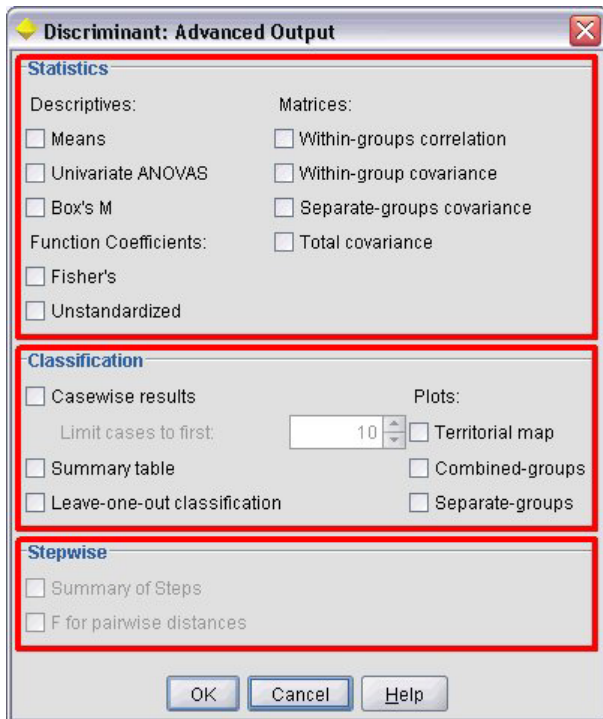 Discriminant: Advanced Output
Statistics
Descriptives:
Means
Univariate ANOVAS
Box's M
Function Coefficients:
Fisher's
Unstandardized
Matrices:
Within-groups correlation
Within-group covariance
Separate-groups covariance
Total covariance
Classification
Casewise results
Limit cases to first: 10
Summary table
Leave-one-out classification
Plots:
Territorial map
Combined-groups
Separate-groups
Stepwise
Summary of Steps
F for pairwise distances
OK Cancel Help